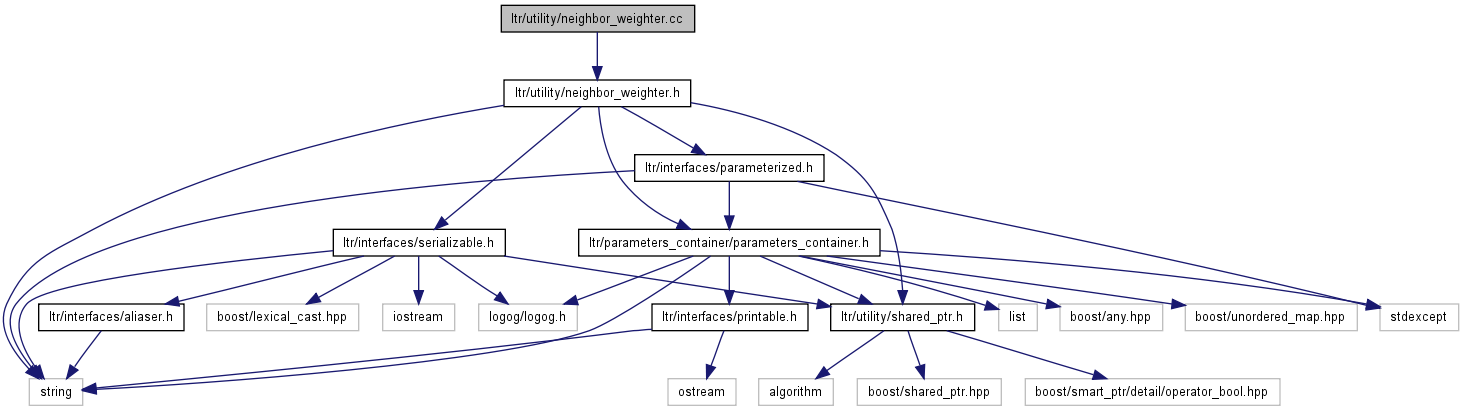 ltr/utility/neighbor_weighter.cc
ltr/utility/neighbor_weighter.h
ltr/interfaces/parameterized.h
ltr/interfaces/serializable.h
ltr/parameters_container/parameters_container.h
ltr/interfaces/aliaser.h
boost/lexical_cast.hpp
iostream
logog/logog.h
ltr/interfaces/printable.h
ltr/utility/shared_ptr.h
list
boost/any.hpp
boost/unordered_map.hpp
stdexcept
string
ostream
algorithm
boost/shared_ptr.hpp
boost/smart_ptr/detail/operator_bool.hpp